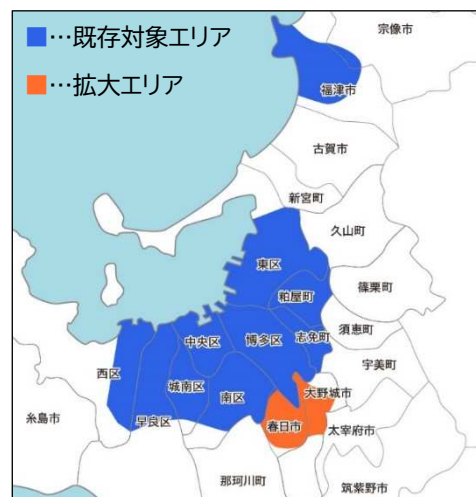 ■…既存対象エリア
■…拡大エリア
宗像市
福津市
古賀市
新宮町
久山町
東区
篠栗町
粕屋町
須恵町
志免町
博多区
中央区
宇美町
西区
城南区
南区
大野城市
糸島市
早良区
春日市
太宰府市
那珂川町
筑紫野市